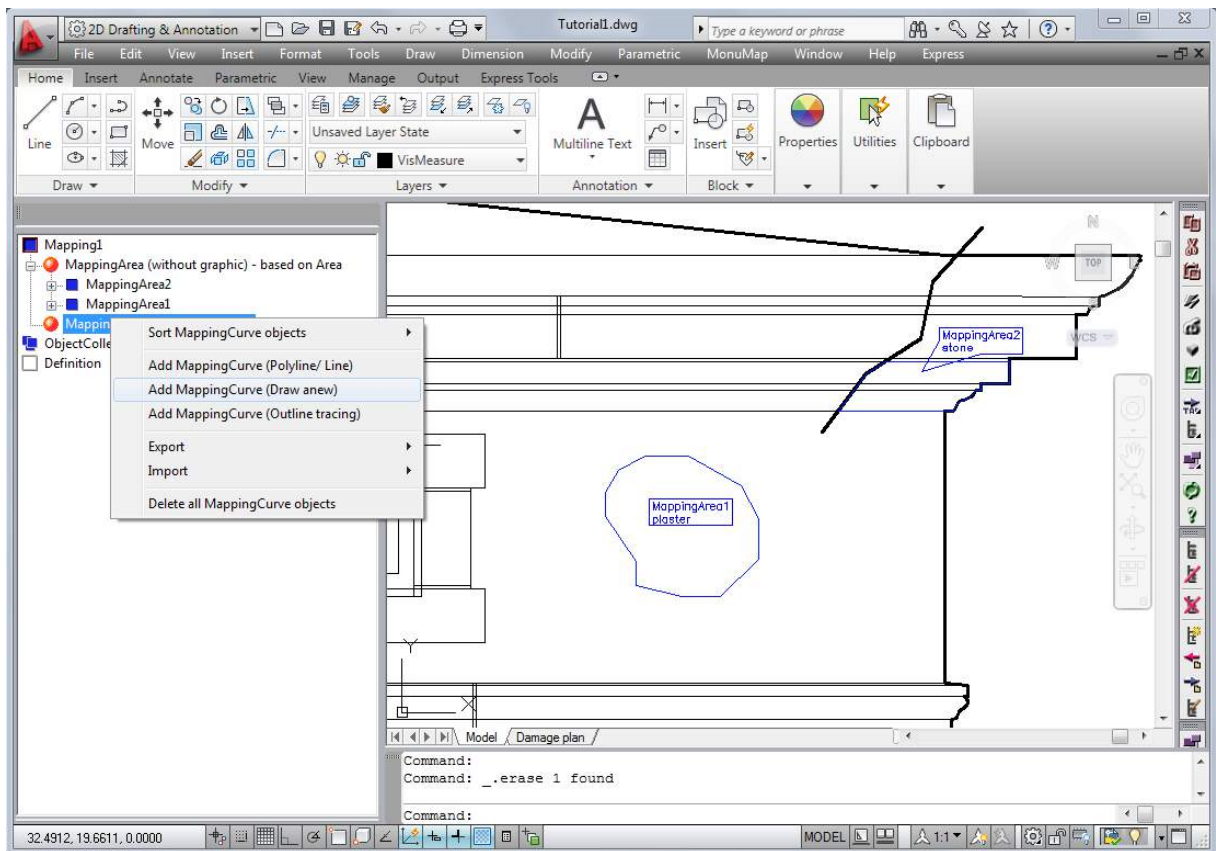 2D Drafting & Annotation
Tutorial1.dwg
Type a keyword or phrase
File Edit View Insert Format Tools Draw Dimension Modify Parametric MonuMap Window Help Express
Home Insert Annotate Parametric View Manage Output Express Tools
Line
Move
Unsaved Layer State
VisMeasure
A
Multiline Text
Insert
Properties
Utilities
Clipboard
Draw Modify Layers Annotation Block
Mapping1
MappingArea (without graphic) - based on Area
MappingArea2
MappingArea1
Sort MappingCurve objects
Add MappingCurve (Polyline/ Line)
Add MappingCurve (Draw anew)
Add MappingCurve (Outline tracing)
Export
Import
Delete all MappingCurve objects
Definition
N
W
TOP
WCS
MappingArea2
stone
MappingArea1
plaster
TAG
Y
X
Model Damage plan
Command:
Command: _.erase 1 found
Command:
32.4912, 19.6611, 0.0000
MODEL
1:1